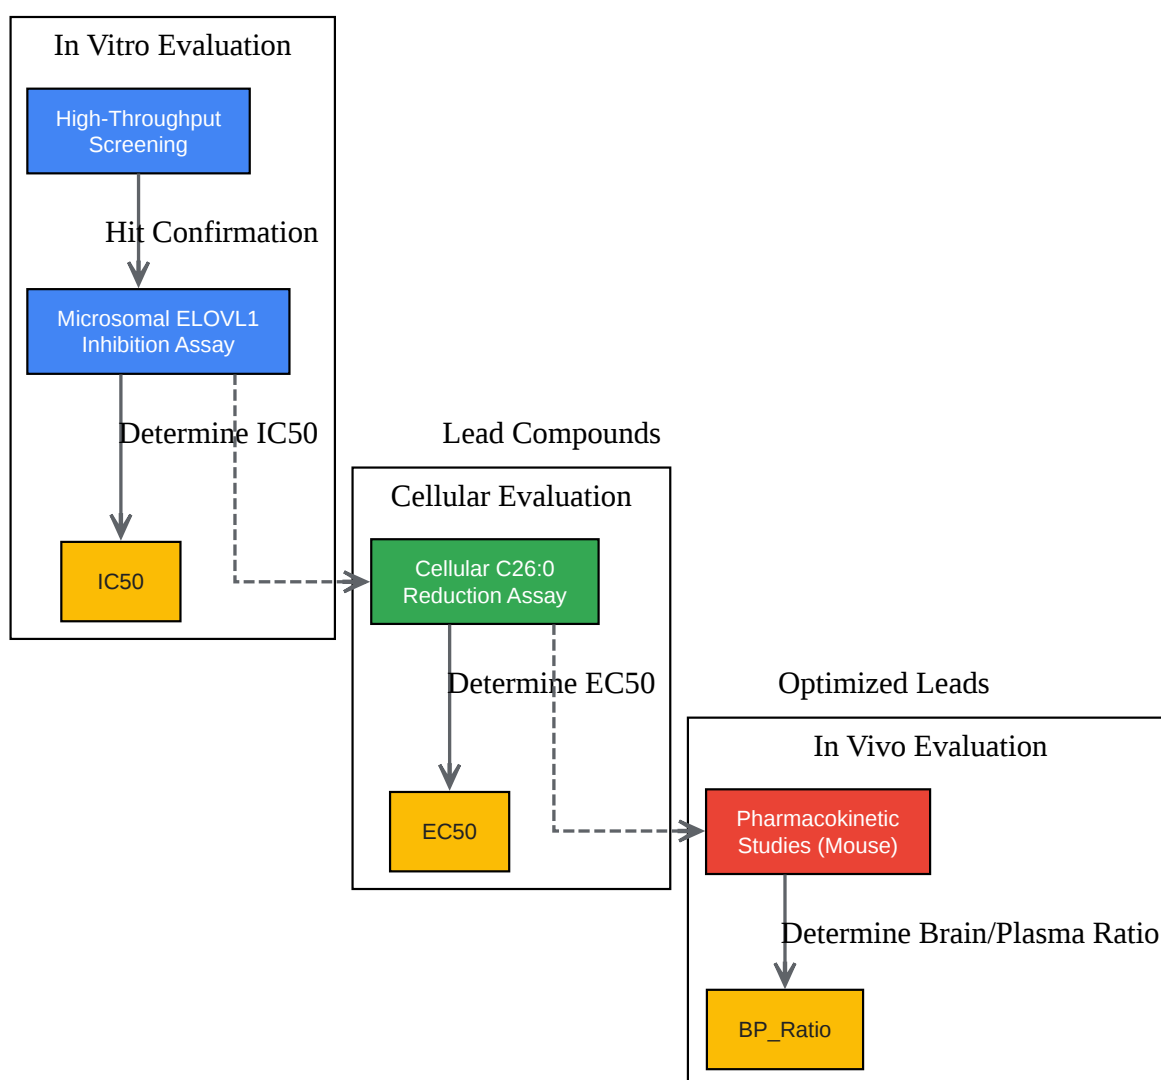 In Vitro Evaluation
High-Throughput
Screening
Hit Confirmation
Microsomal ELOVL1
Inhibition Assay
Determine IC50
IC50
Lead Compounds
Cellular Evaluation
Cellular C26:0
Reduction Assay
Determine EC50
EC50
Optimized Leads
In Vivo Evaluation
Pharmacokinetic
Studies (Mouse)
Determine Brain/Plasma Ratio
BP_Ratio